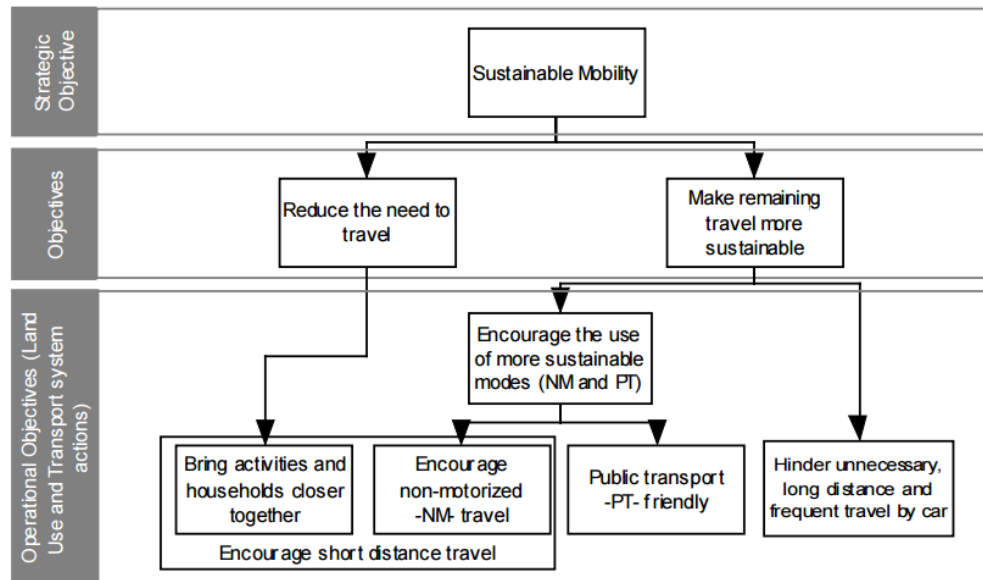 Strategic
Objective
Sustainable Mobility
Objectives
Reduce the need to
travel
Make remaining
travel more
sustainable
Operational Objectives (Land
Use and Transport system
actions)
Encourage the use
of more sustainable
modes (NM and PT)
Bring activities and
households closer
together
Encourage
non-motorized
-NM- travel
Public transport
-PT- friendly
Hinder unnecessary,
long distance and
frequent travel by car
Encourage short distance travel